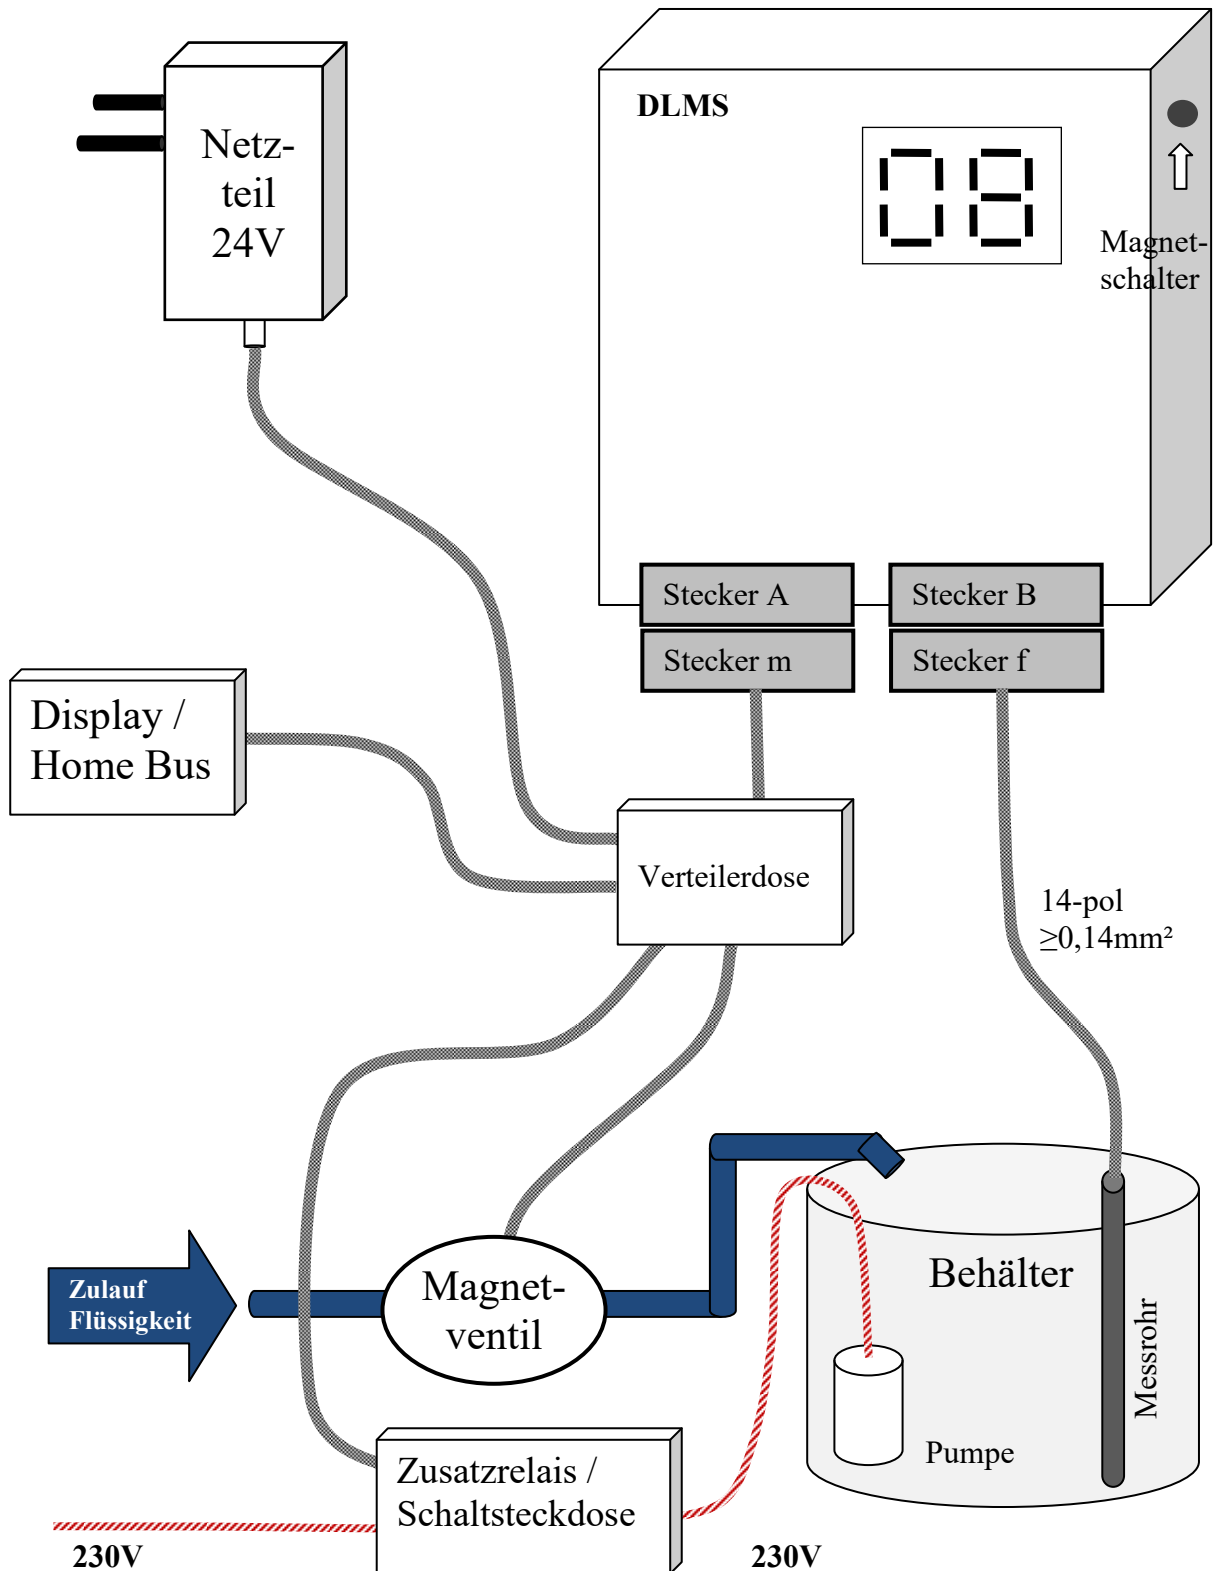 DLMS
08
Netz-
teil
24V
Magnet-
schalter
Stecker A
Stecker B
Stecker m
Stecker f
Display /
Home Bus
Verteilerdose
14-pol
≥0,14mm²
Zulauf
Flüssigkeit
Magnet-
ventil
Behälter
Messrohr
Pumpe
Zusatzrelais /
Schaltsteckdose
230V
230V